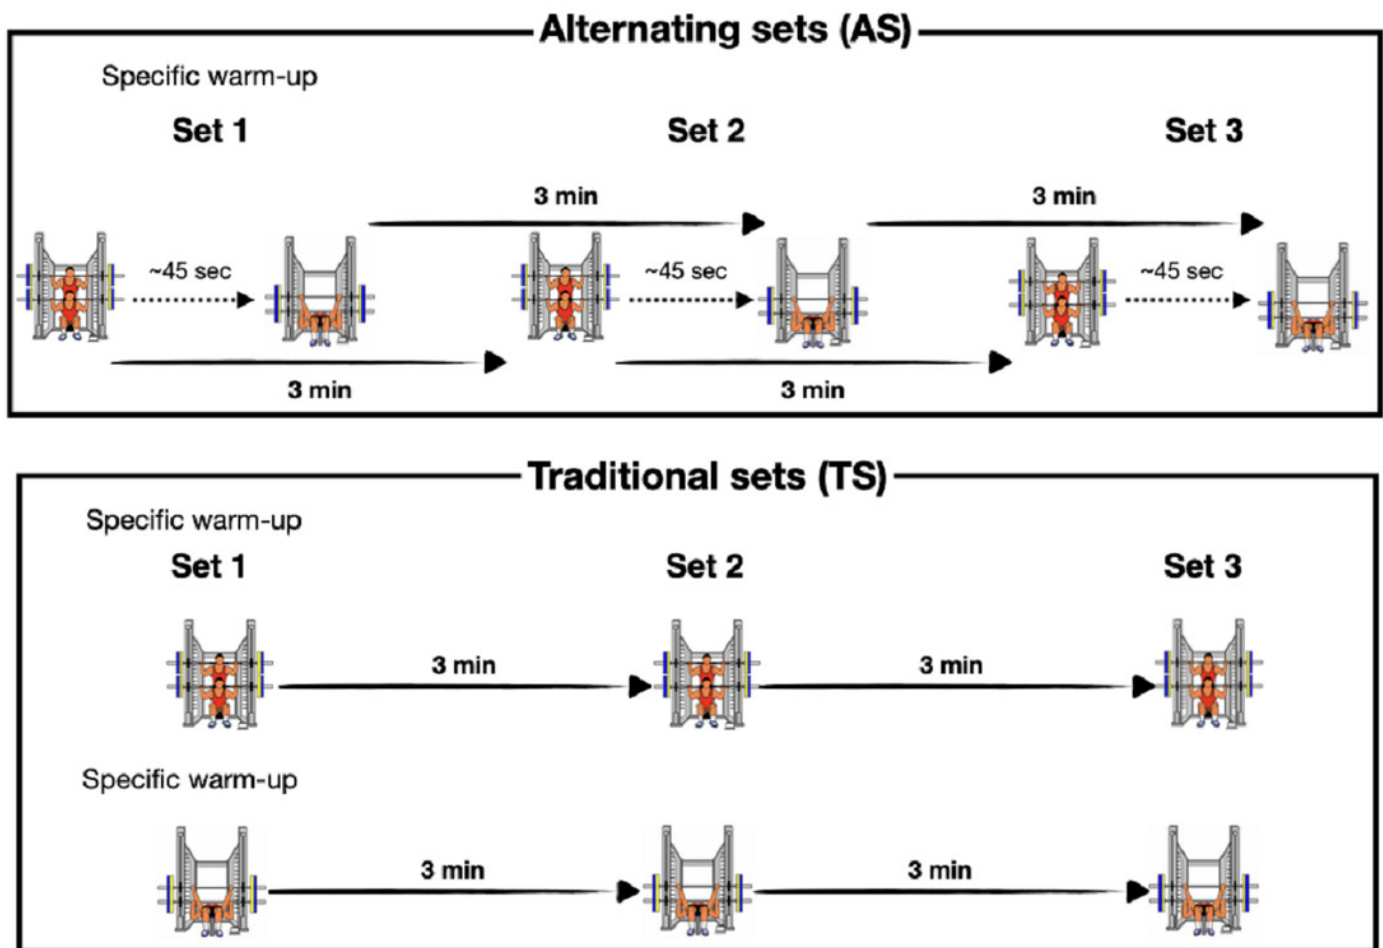 Alternating sets (AS)
Specific warm-up
Set 1 Set 2 Set 3
3 min 3 min
~45 sec ~45 sec ~45 sec
3 min 3 min
Traditional sets (TS)
Specific warm-up
Set 1 Set 2 Set 3
3 min 3 min
Specific warm-up
3 min 3 min